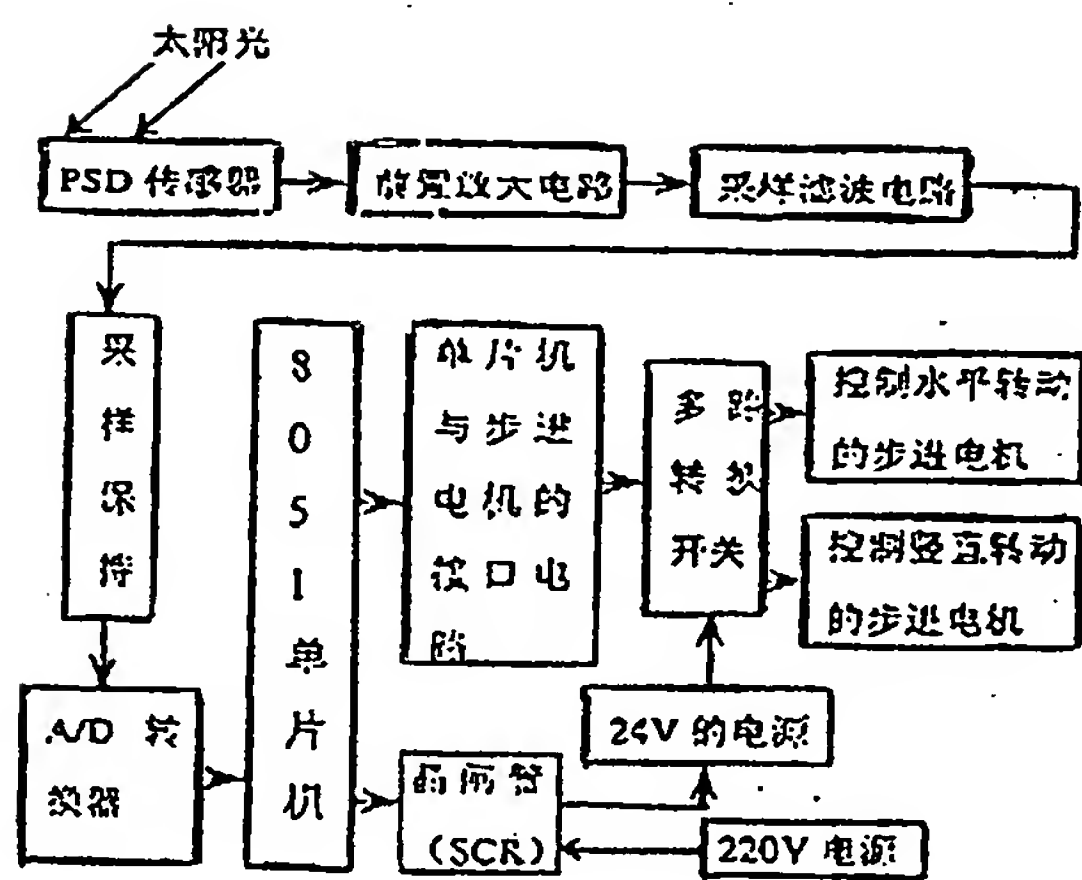 太阳光
PSD 传感器
前置放大电路
采样滤波电路
采
样
保
持
8
0
5
1
单
片
机
单片机
与步进
电机的
接口电
路
多路
转换
开关
控制水平转动
的步进电机
控制竖直转动
的步进电机
A/D 转
换器
晶闸管
(SCR)
24V 的电源
220V 电源